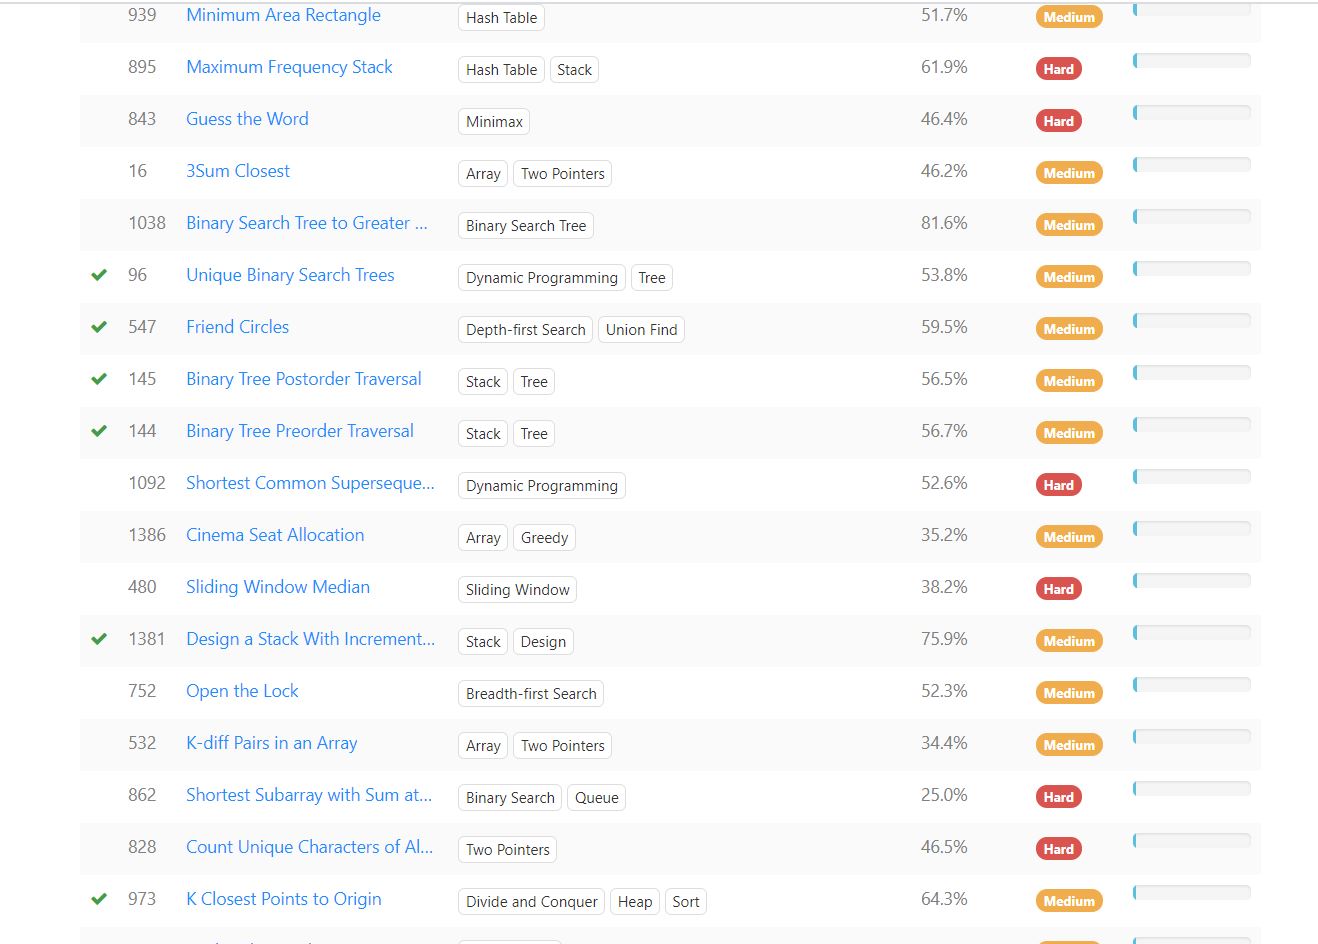 939 Minimum Area Rectangle Hash Table 51.7% Medium
895 Maximum Frequency Stack Hash Table Stack 61.9% Hard
843 Guess the Word Minimax 46.4% Hard
16 3Sum Closest Array Two Pointers 46.2% Medium
1038 Binary Search Tree to Greater ... Binary Search Tree 81.6% Medium
96 Unique Binary Search Trees Dynamic Programming Tree 53.8% Medium
547 Friend Circles Depth-first Search Union Find 59.5% Medium
145 Binary Tree Postorder Traversal Stack Tree 56.5% Medium
144 Binary Tree Preorder Traversal Stack Tree 56.7% Medium
1092 Shortest Common Superseque... Dynamic Programming 52.6% Hard
1386 Cinema Seat Allocation Array Greedy 35.2% Medium
480 Sliding Window Median Sliding Window 38.2% Hard
1381 Design a Stack With Increment... Stack Design 75.9% Medium
752 Open the Lock Breadth-first Search 52.3% Medium
532 K-diff Pairs in an Array Array Two Pointers 34.4% Medium
862 Shortest Subarray with Sum at... Binary Search Queue 25.0% Hard
828 Count Unique Characters of Al... Two Pointers 46.5% Hard
973 K Closest Points to Origin Divide and Conquer Heap Sort 64.3% Medium